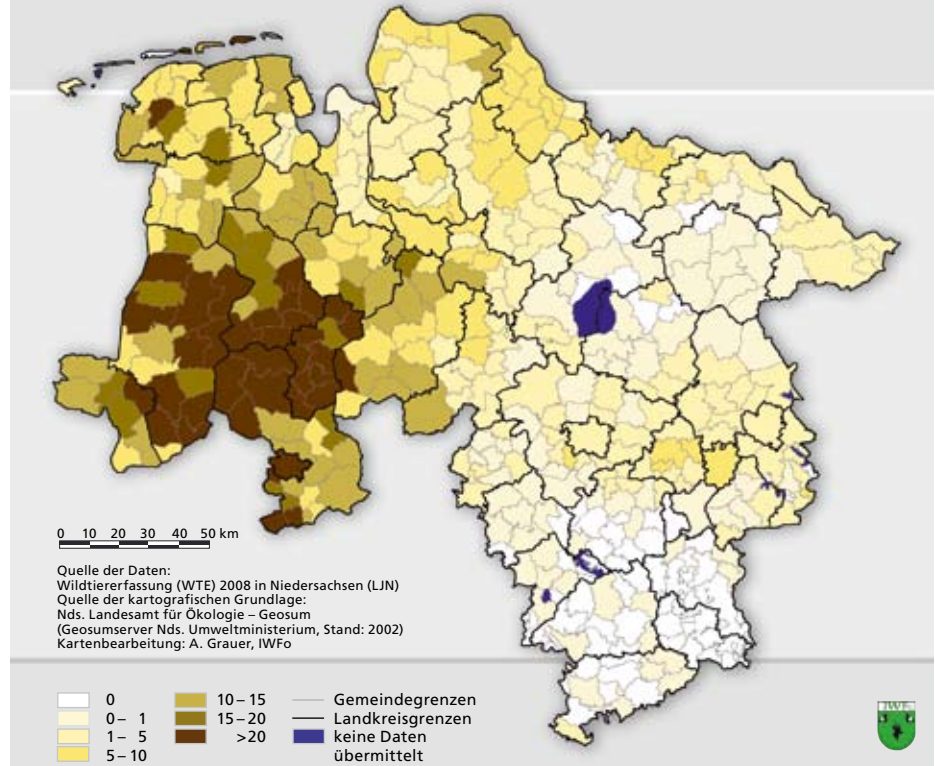 0 10 20 30 40 50 km
Quelle der Daten:
Wildtiererfassung (WTE) 2008 in Niedersachsen (LJN)
Quelle der kartografischen Grundlage:
Nds. Landesamt für Ökologie – Geosum
(Geosumserver Nds. Umweltministerium, Stand: 2002)
Kartenbearbeitung: A. Grauer, IWFo
0
0 – 1
1 – 5
5 – 10
10 – 15
15 – 20
>20
Gemeindegrenzen
Landkreisgrenzen
keine Daten
übermittelt
IWFo